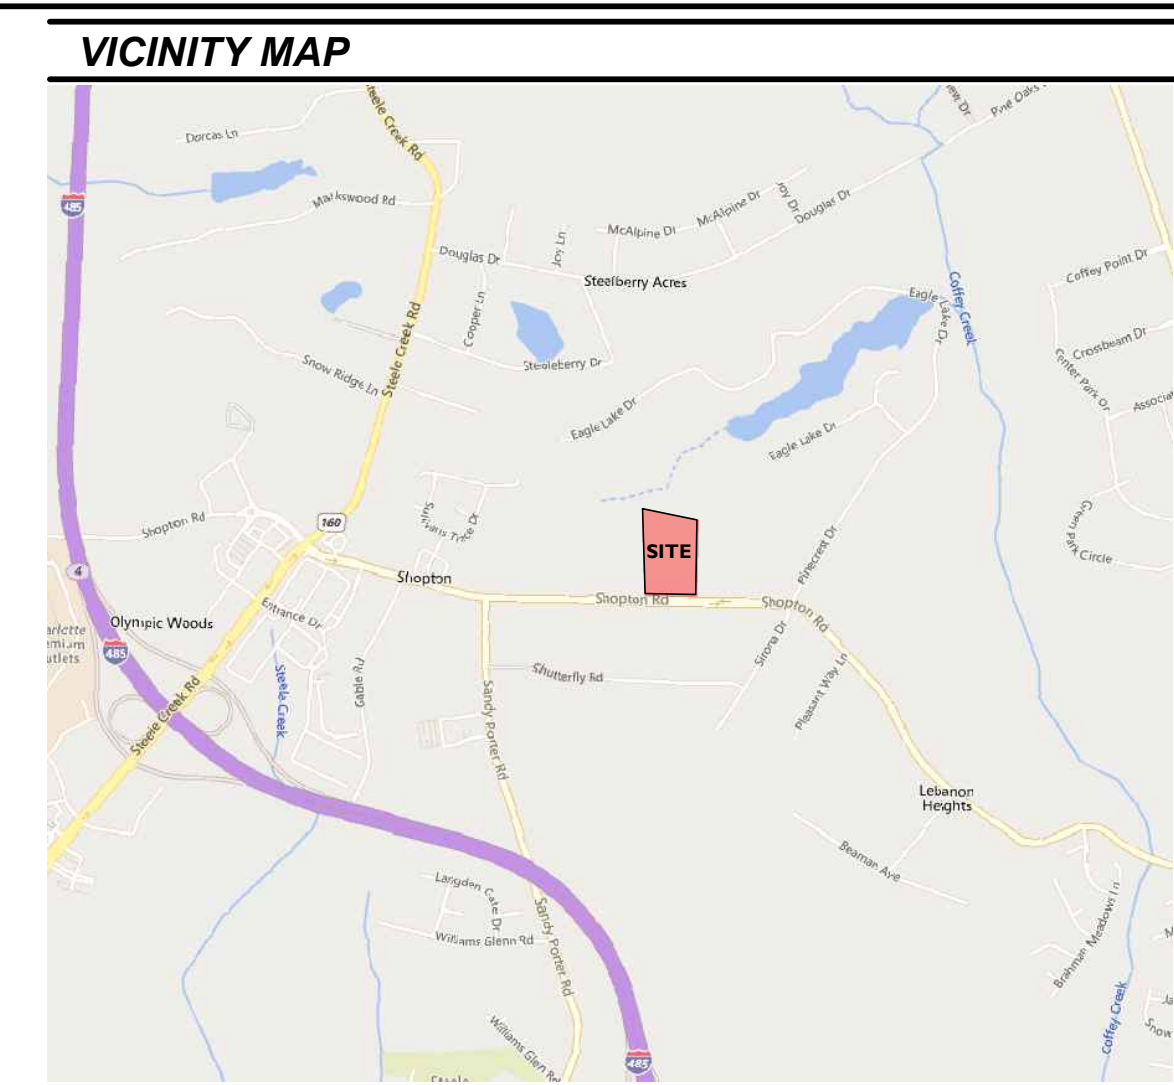 VICINITY MAP
Steele Creek Rd
Pine Oaks
Dorcas Ln
Markswood Rd
485
McAlpine Dr
McAlpine Dr
Joy Dr
Douglas Dr
Joy Ln
Douglas Dr
Steelberry Acres
Coffey Point Dr
Coffey Creek
Eagle Lake Dr
Cooper Ln
Steele Creek Rd
Crossbeam Dr
Center Park Dr
Steeleberry Dr
Snow Ridge Ln
Eagle Lake Dr
Eagle Lake Dr
Green Park Circle
Shopton Rd
160
SITE
Pinecrest Dr
4
Shopton
Shopton Rd
Shopton Rd
Entrance Dr
Olympic Woods
485
Sirona Dr
Pleasant Way Ln
Gable Rd
Shutterfly Rd
Steele Creek
Steele Creek Rd
Sandy Porter Rd
Lebanon
Heights
Beaman Ave
Langdon Gate Dr
Brahman Meadows Ln
Sandy Porter Rd
Williams Glenn Rd
Coffey Creek
Snow
Williams Glen Rd
485